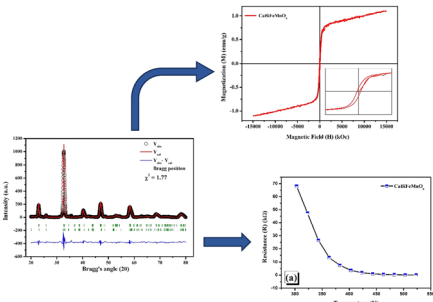 CaBiFeMnO6
Magnetization (M) (emu/g)
1.0
0.5
0.0
-0.5
-1.0
-15000 -10000 -5000 0 5000 10000 15000
Magnetic Field (H) (kOe)
Intensity (a.u.)
1200
1000
800
600
400
200
0
-200
-400
-600
Yobs
Ycal
Yobs - Ycal
Bragg position
χ2 = 1.77
20 30 40 50 60 70 80
Bragg's angle (2θ)
Resistance (R) (kΩ)
70
60
50
40
30
20
10
0
-10
CaBiFeMnO6
(a)
300 350 400 450 500 550